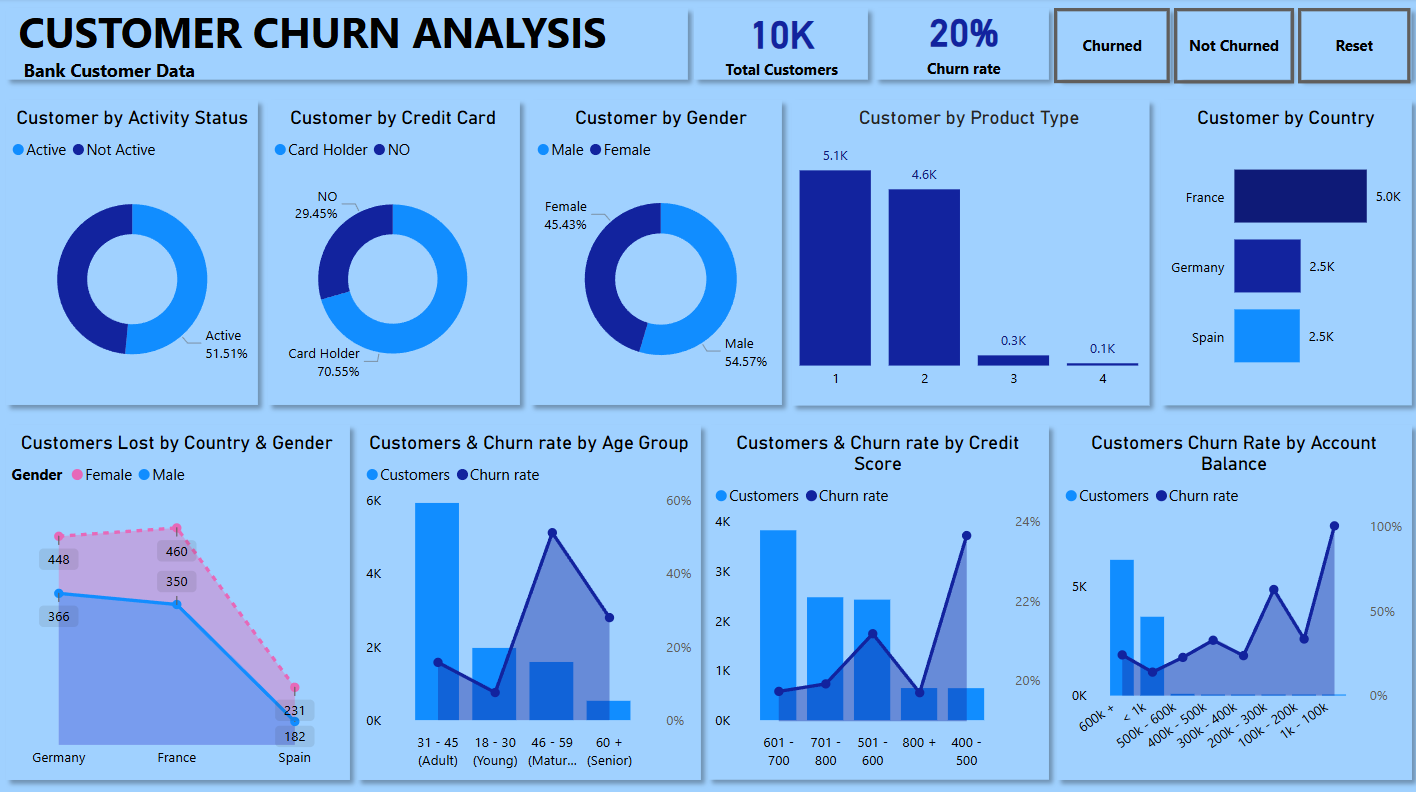 CUSTOMER CHURN ANALYSIS
Bank Customer Data
10K
Total Customers
20%
Churn rate
Churned
Not Churned
Reset
Customer by Activity Status
Active Not Active
Active
51.51%
Customer by Credit Card
Card Holder NO
NO
29.45%
Card Holder
70.55%
Customer by Gender
Male Female
Female
45.43%
Male
54.57%
Customer by Product Type
5.1K
4.6K
0.3K
0.1K
1 2 3 4
Customer by Country
France 5.0K
Germany 2.5K
Spain 2.5K
Customers Lost by Country & Gender
Gender Female Male
448
460
350
366
231
182
Germany France Spain
Customers & Churn rate by Age Group
Customers Churn rate
6K 60%
4K 40%
2K 20%
0K 0%
31 - 45 18 - 30 46 - 59 60 +
(Adult) (Young) (Matur... (Senior)
Customers & Churn rate by Credit
Score
Customers Churn rate
4K 24%
3K
22%
2K
1K 20%
0K
601 - 701 - 501 - 800 + 400 -
700 800 600 500
Customers Churn Rate by Account
Balance
Customers Churn rate
100%
5K
50%
0K 0%
600k +
< 1k
500k - 600k
400k - 500k
300k - 400k
200k - 300k
100k - 200k
1k - 100k